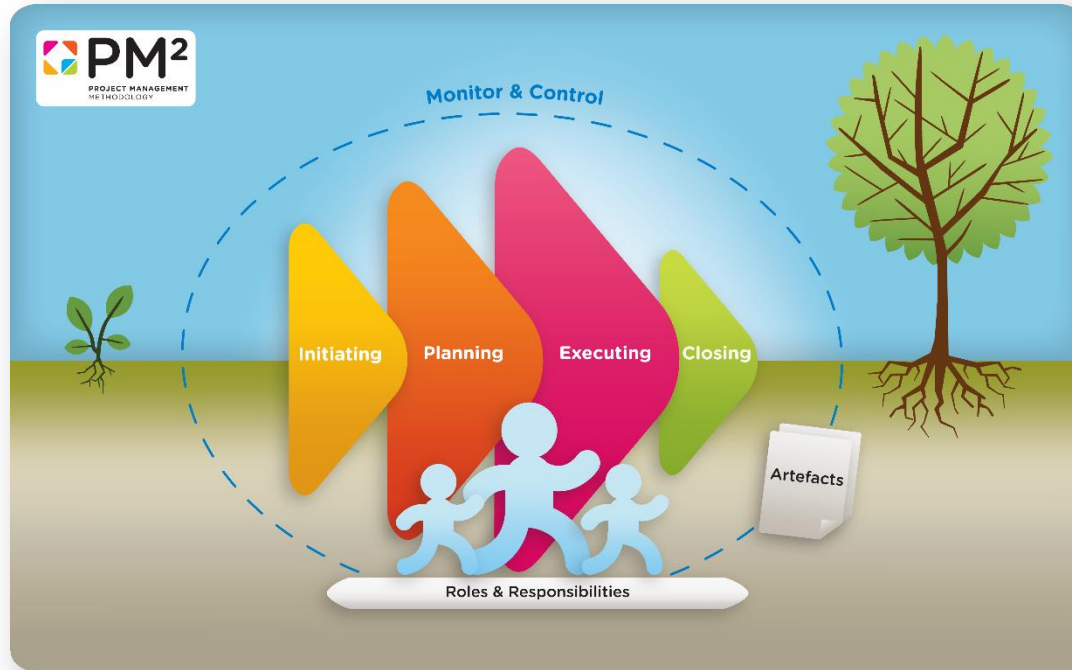 PM²
PROJECT MANAGEMENT
METHODOLOGY
Monitor & Control
Initiating
Planning
Executing
Closing
Artefacts
Roles & Responsibilities